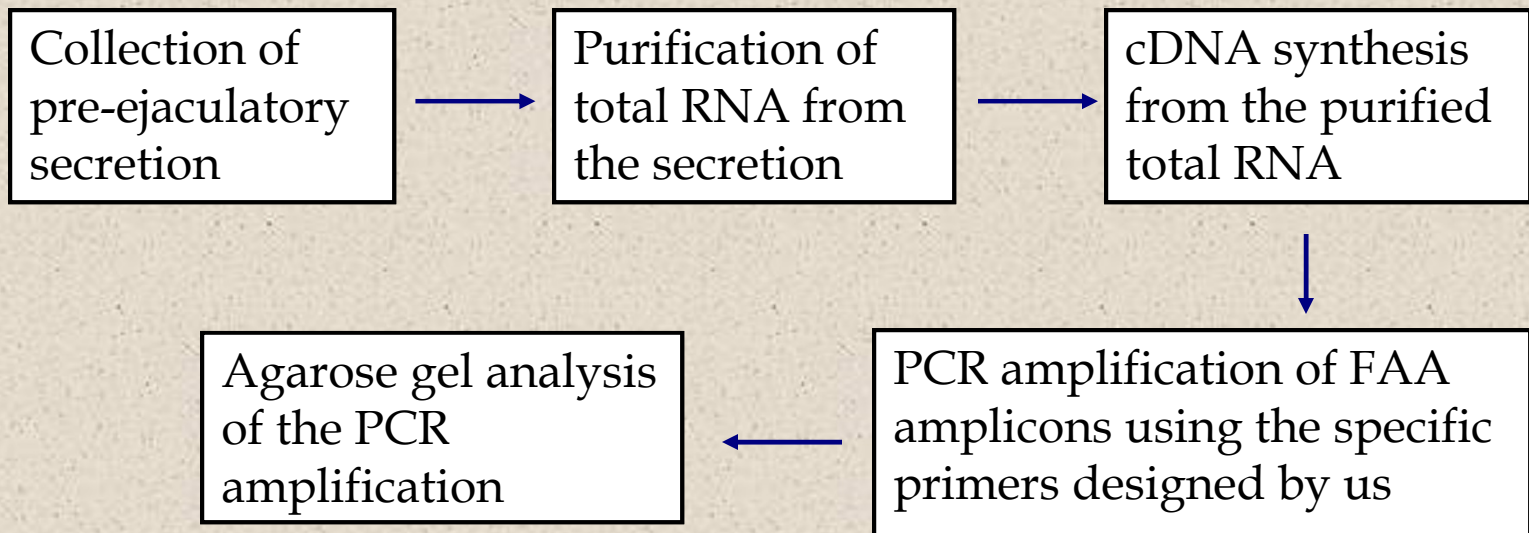 Collection of
pre-ejaculatory
secretion
Purification of
total RNA from
the secretion
cDNA synthesis
from the purified
total RNA
PCR amplification of FAA
amplicons using the specific
primers designed by us
Agarose gel analysis
of the PCR
amplification